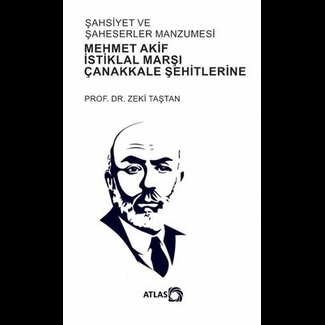 ŞAHSİYET VE
ŞAHESERLER MANZUMESİ
MEHMET AKİF
İSTİKLAL MARŞI
ÇANAKKALE ŞEHİTLERİNE
PROF. DR. ZEKİ TAŞTAN
ATLAS